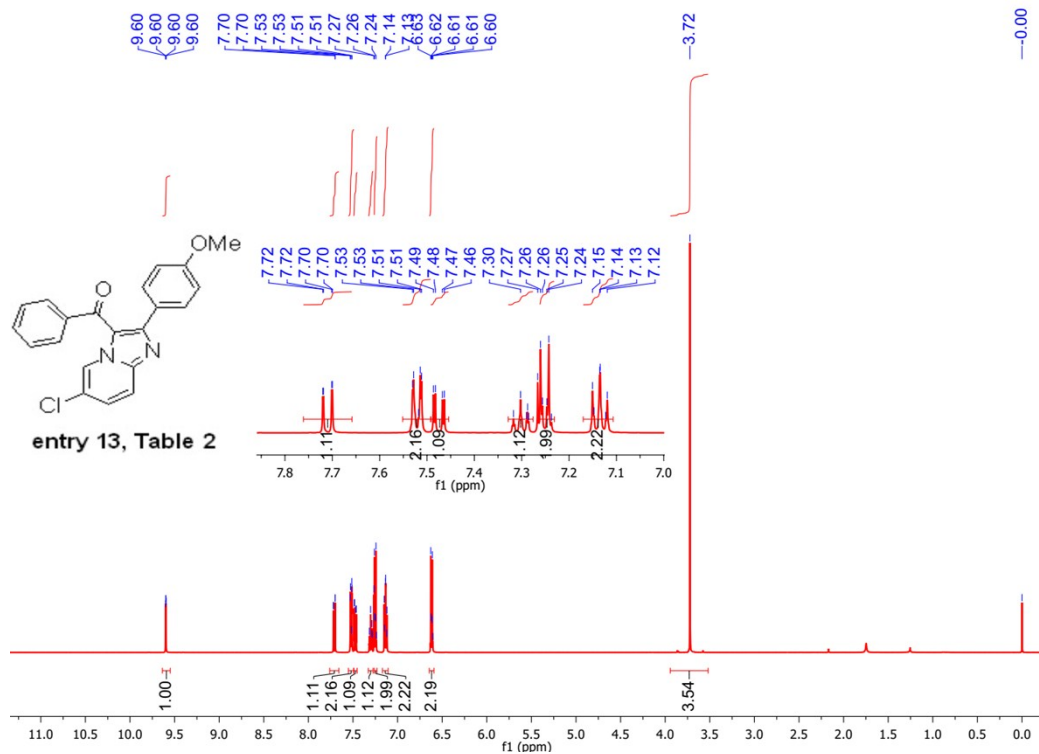 9.60 9.60 9.60 9.60 7.70 7.70 7.53 7.53 7.51 7.51 7.27 7.26 7.24 7.14 7.13 6.63 6.62 6.61 6.61 6.60 3.72 -0.00
7.72 7.72 7.70 7.70 7.53 7.53 7.51 7.51 7.49 7.48 7.47 7.46 7.30 7.27 7.26 7.26 7.25 7.24 7.15 7.14 7.13 7.12
OMe
O
N
N
Cl
entry 13, Table 2
1.11 2.16 1.09 1.12 1.99 2.22
7.8 7.7 7.6 7.5 7.4 7.3 7.2 7.1 7.0
f1 (ppm)
1.00 1.11 2.16 1.09 1.12 1.99 2.22 2.19 3.54
11.0 10.5 10.0 9.5 9.0 8.5 8.0 7.5 7.0 6.5 6.0 5.5 5.0 4.5 4.0 3.5 3.0 2.5 2.0 1.5 1.0 0.5 0.0
f1 (ppm)